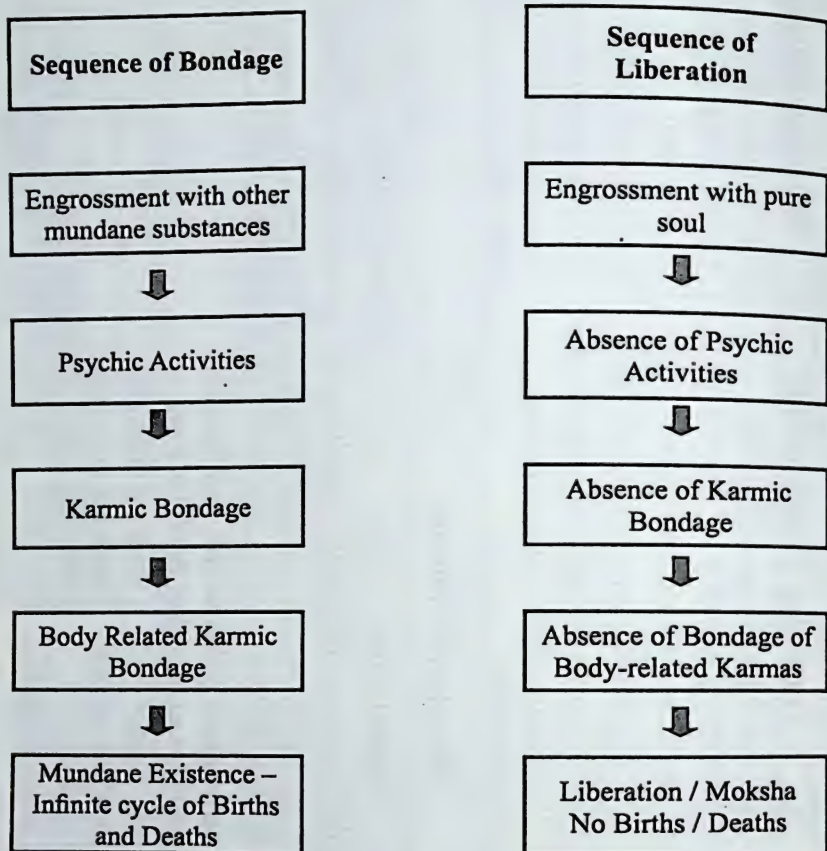 Sequence of Bondage
Engrossment with other
mundane substances
Psychic Activities
Karmic Bondage
Body Related Karmic
Bondage
Mundane Existence –
Infinite cycle of Births
and Deaths
Sequence of
Liberation
Engrossment with pure
soul
Absence of Psychic
Activities
Absence of Karmic
Bondage
Absence of Bondage of
Body-related Karmas
Liberation / Moksha
No Births / Deaths